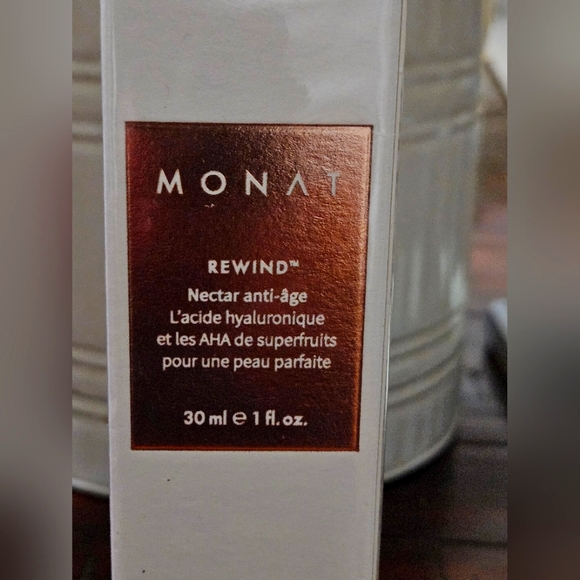 MONAT
REWIND™
Nectar anti-âge
L'acide hyaluronique
et les AHA de superfruits
pour une peau parfaite
30 ml ℮ 1 fl. oz.